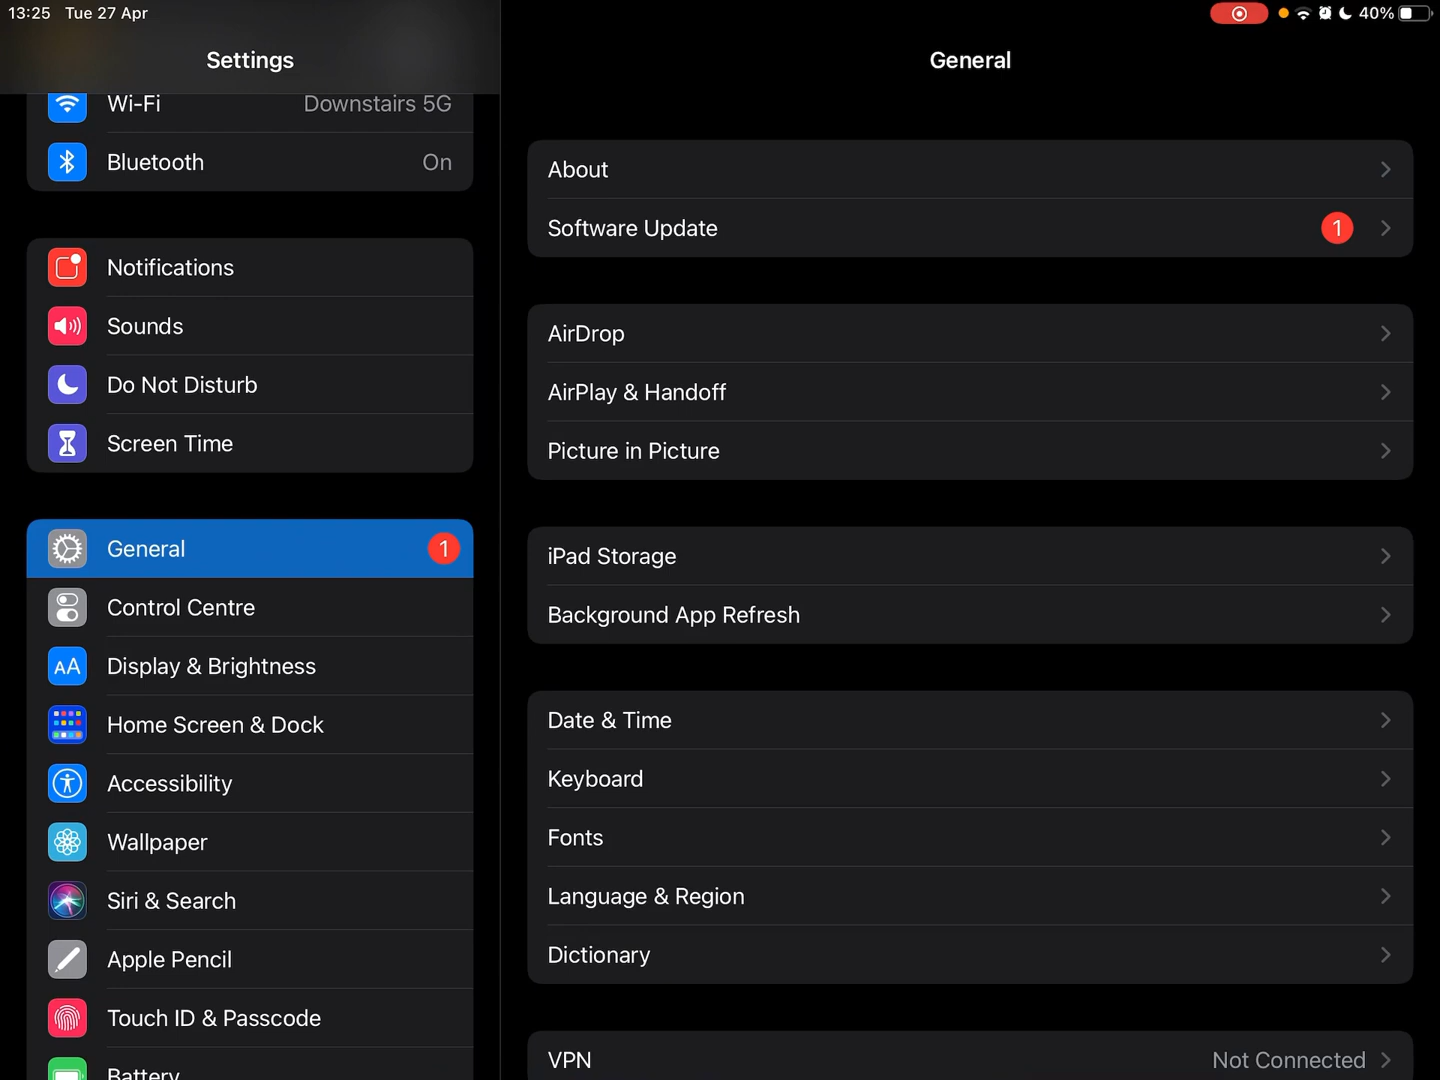 13:25 Tue 27 Apr
40%
Settings
Wi-Fi Downstairs 5G
Bluetooth On
Notifications
Sounds
Do Not Disturb
Screen Time
General 1
Control Centre
AA Display & Brightness
Home Screen & Dock
Accessibility
Wallpaper
Siri & Search
Apple Pencil
Touch ID & Passcode
Battery
General
About
Software Update 1
AirDrop
AirPlay & Handoff
Picture in Picture
iPad Storage
Background App Refresh
Date & Time
Keyboard
Fonts
Language & Region
Dictionary
VPN Not Connected